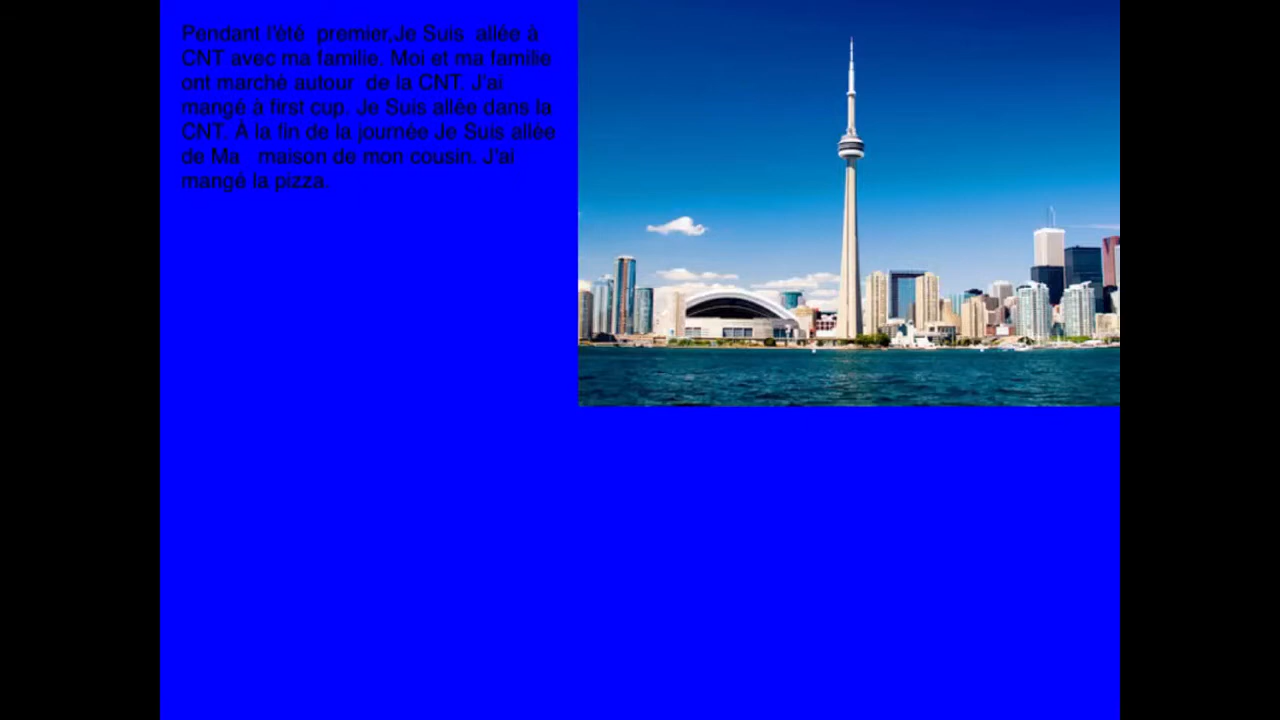 Pendant l'été  premier,Je Suis  allée à
CNT avec ma familie. Moi et ma familie
ont marché autour  de la CNT. J'ai
mangé à first cup. Je Suis allée dans la
CNT. À la fin de la journée Je Suis allée
de Ma   maison de mon cousin. J'ai
mangé la pizza.